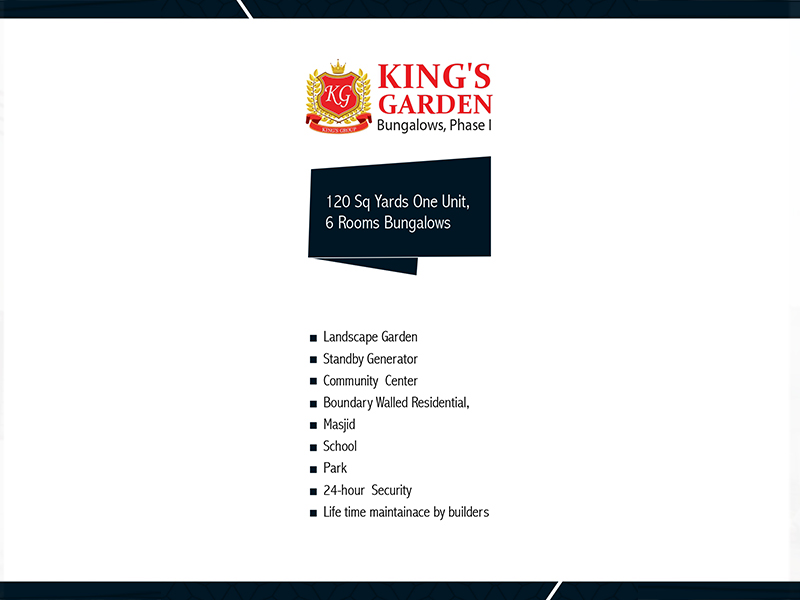 KG
KING'S GROUP
KING'S
GARDEN
Bungalows, Phase I
120 Sq Yards One Unit,
6 Rooms Bungalows
Landscape Garden
Standby Generator
Community Center
Boundary Walled Residential,
Masjid
School
Park
24-hour Security
Life time maintainace by builders